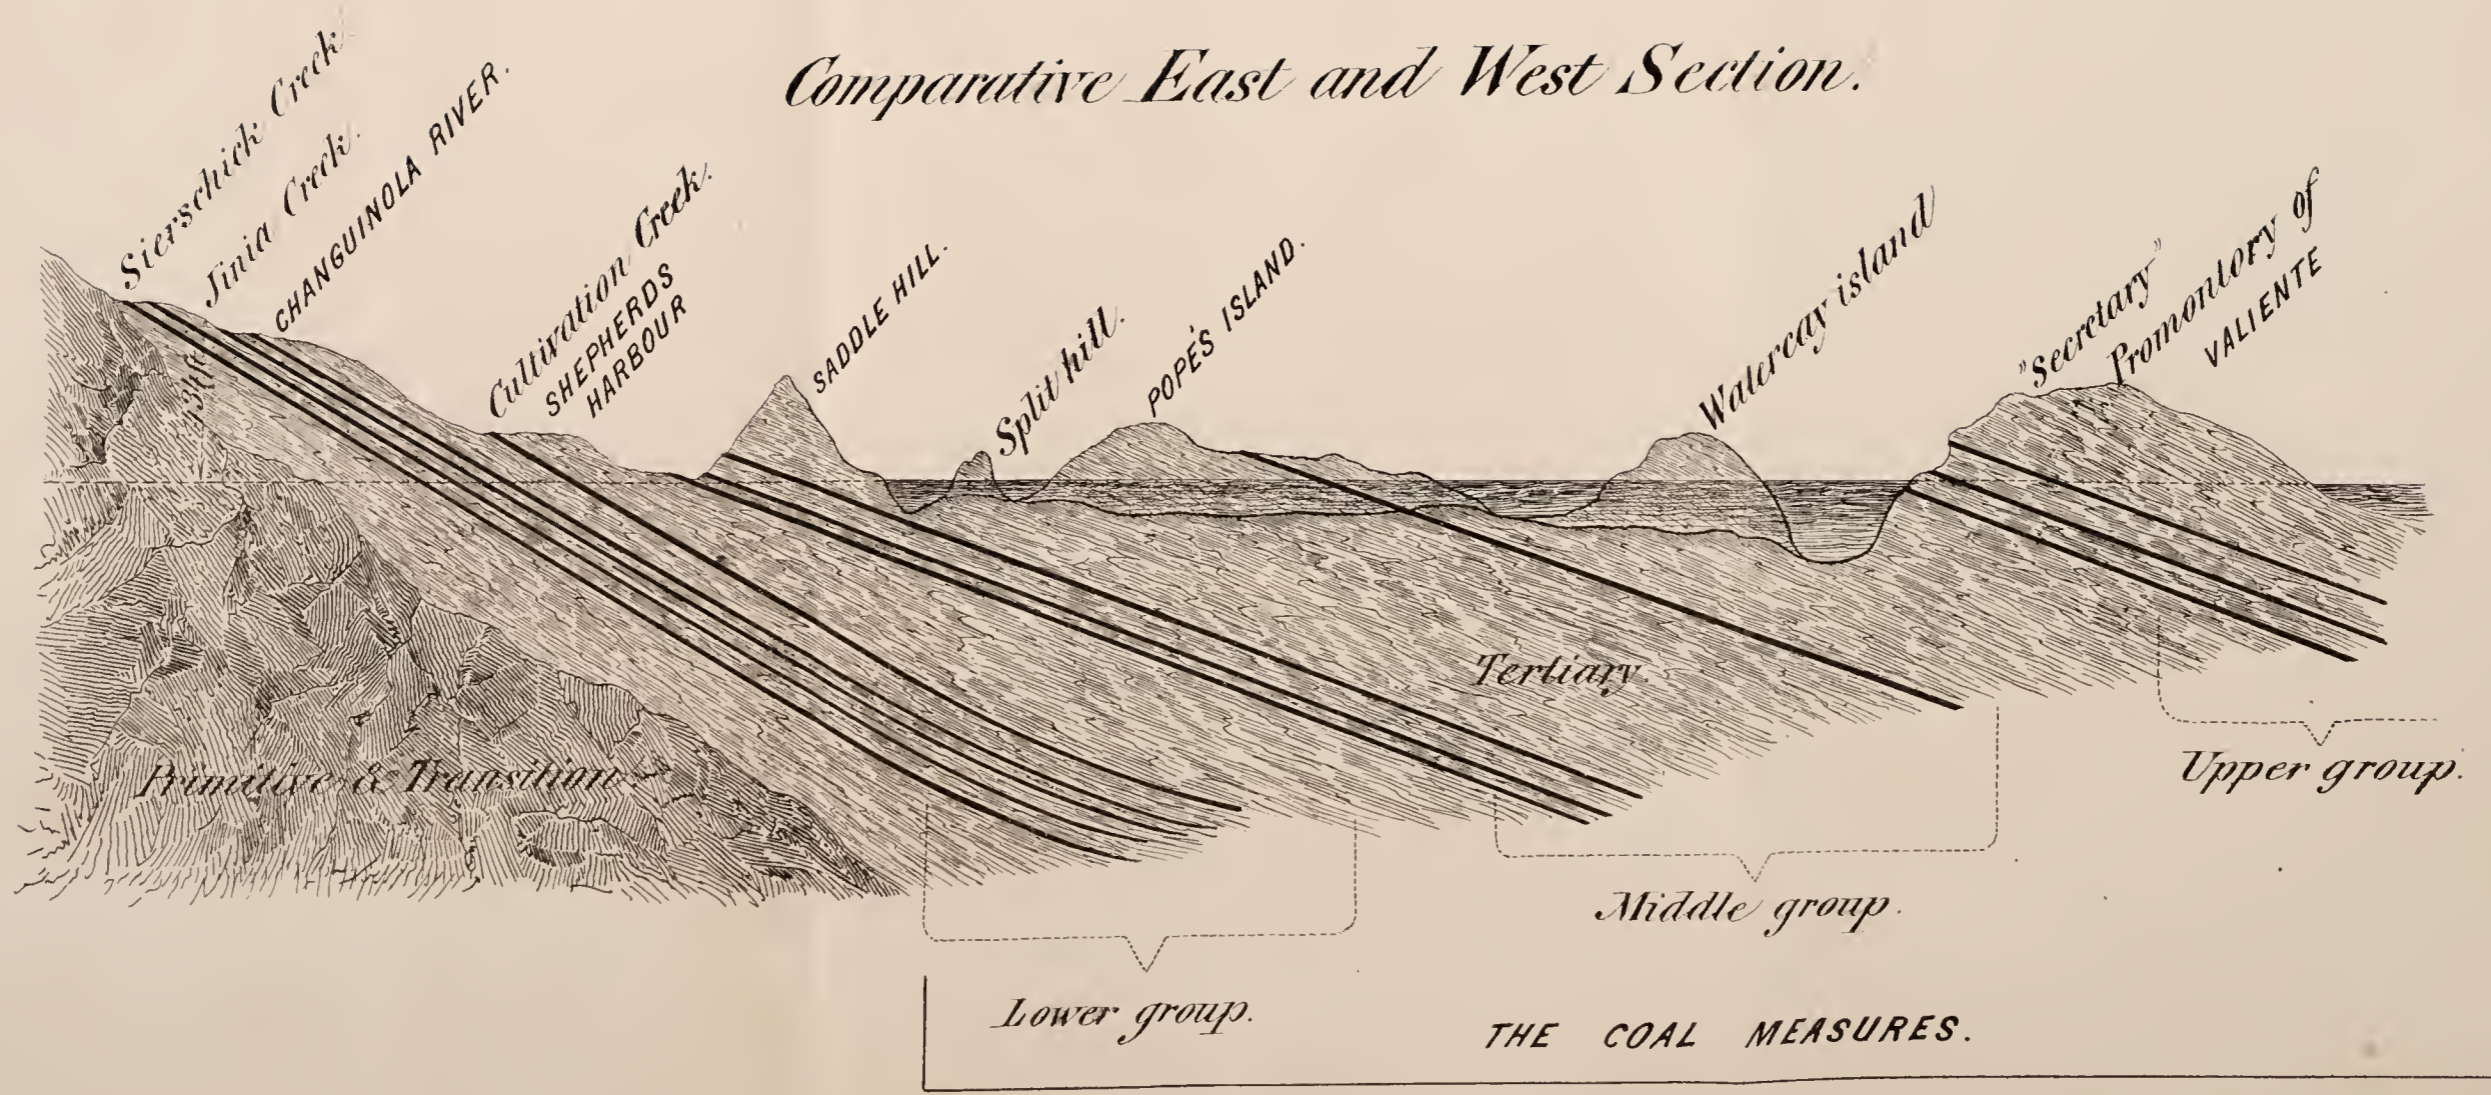 Comparative East and West Section.
Sierschick Creek.
Jinia Creek.
CHANGUINOLA RIVER.
Cultivation Creek.
SHEPHERDS
HARBOUR
SADDLE HILL.
Split hill.
POPE'S ISLAND.
Watercay island
"Secretary"
Promontory of
VALIENTE
Tertiary.
Primitive & Transition.
Upper group.
Middle group.
Lower group.
THE COAL MEASURES.